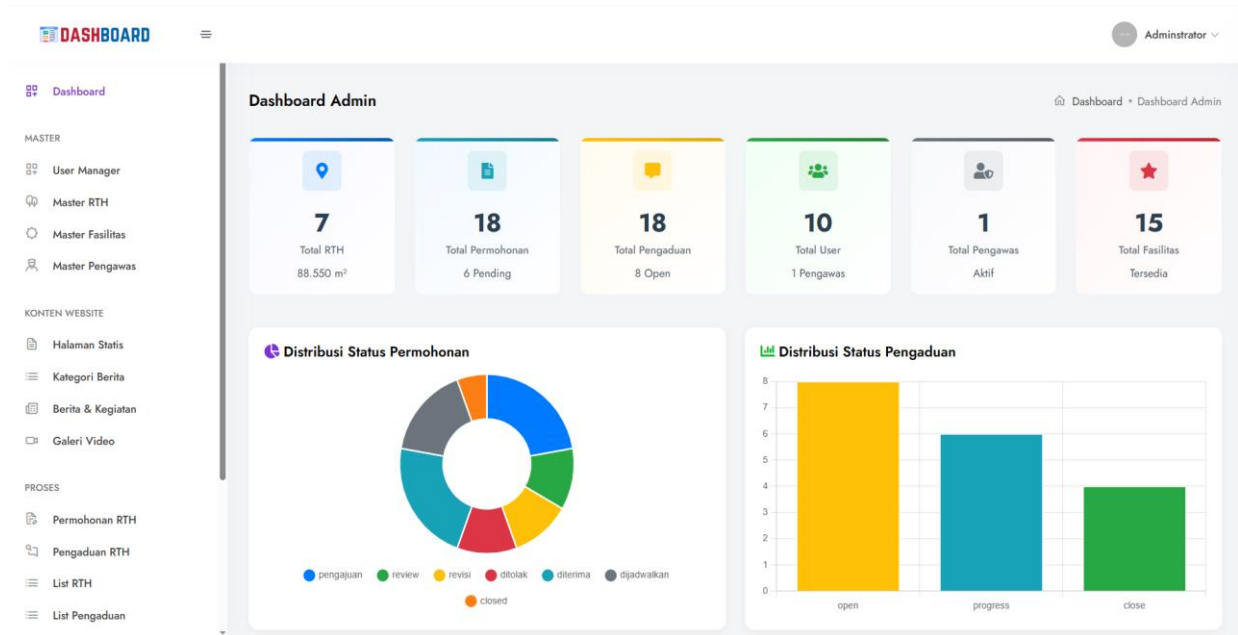 DASHBOARD
Adminstrator
Dashboard
MASTER
User Manager
Master RTH
Master Fasilitas
Master Pengawas
KONTEN WEBSITE
Halaman Statis
Kategori Berita
Berita & Kegiatan
Galeri Video
PROSES
Permohonan RTH
Pengaduan RTH
List RTH
List Pengaduan
Dashboard Admin
Dashboard • Dashboard Admin
7
Total RTH
88.550 m²
18
Total Permohonan
6 Pending
18
Total Pengaduan
8 Open
10
Total User
1 Pengawas
1
Total Pengawas
Aktif
15
Total Fasilitas
Tersedia
Distribusi Status Permohonan
pengajuan review revisi ditolak diterima dijadwalkan
closed
Distribusi Status Pengaduan
8
7
6
5
4
3
2
1
0
open progress close